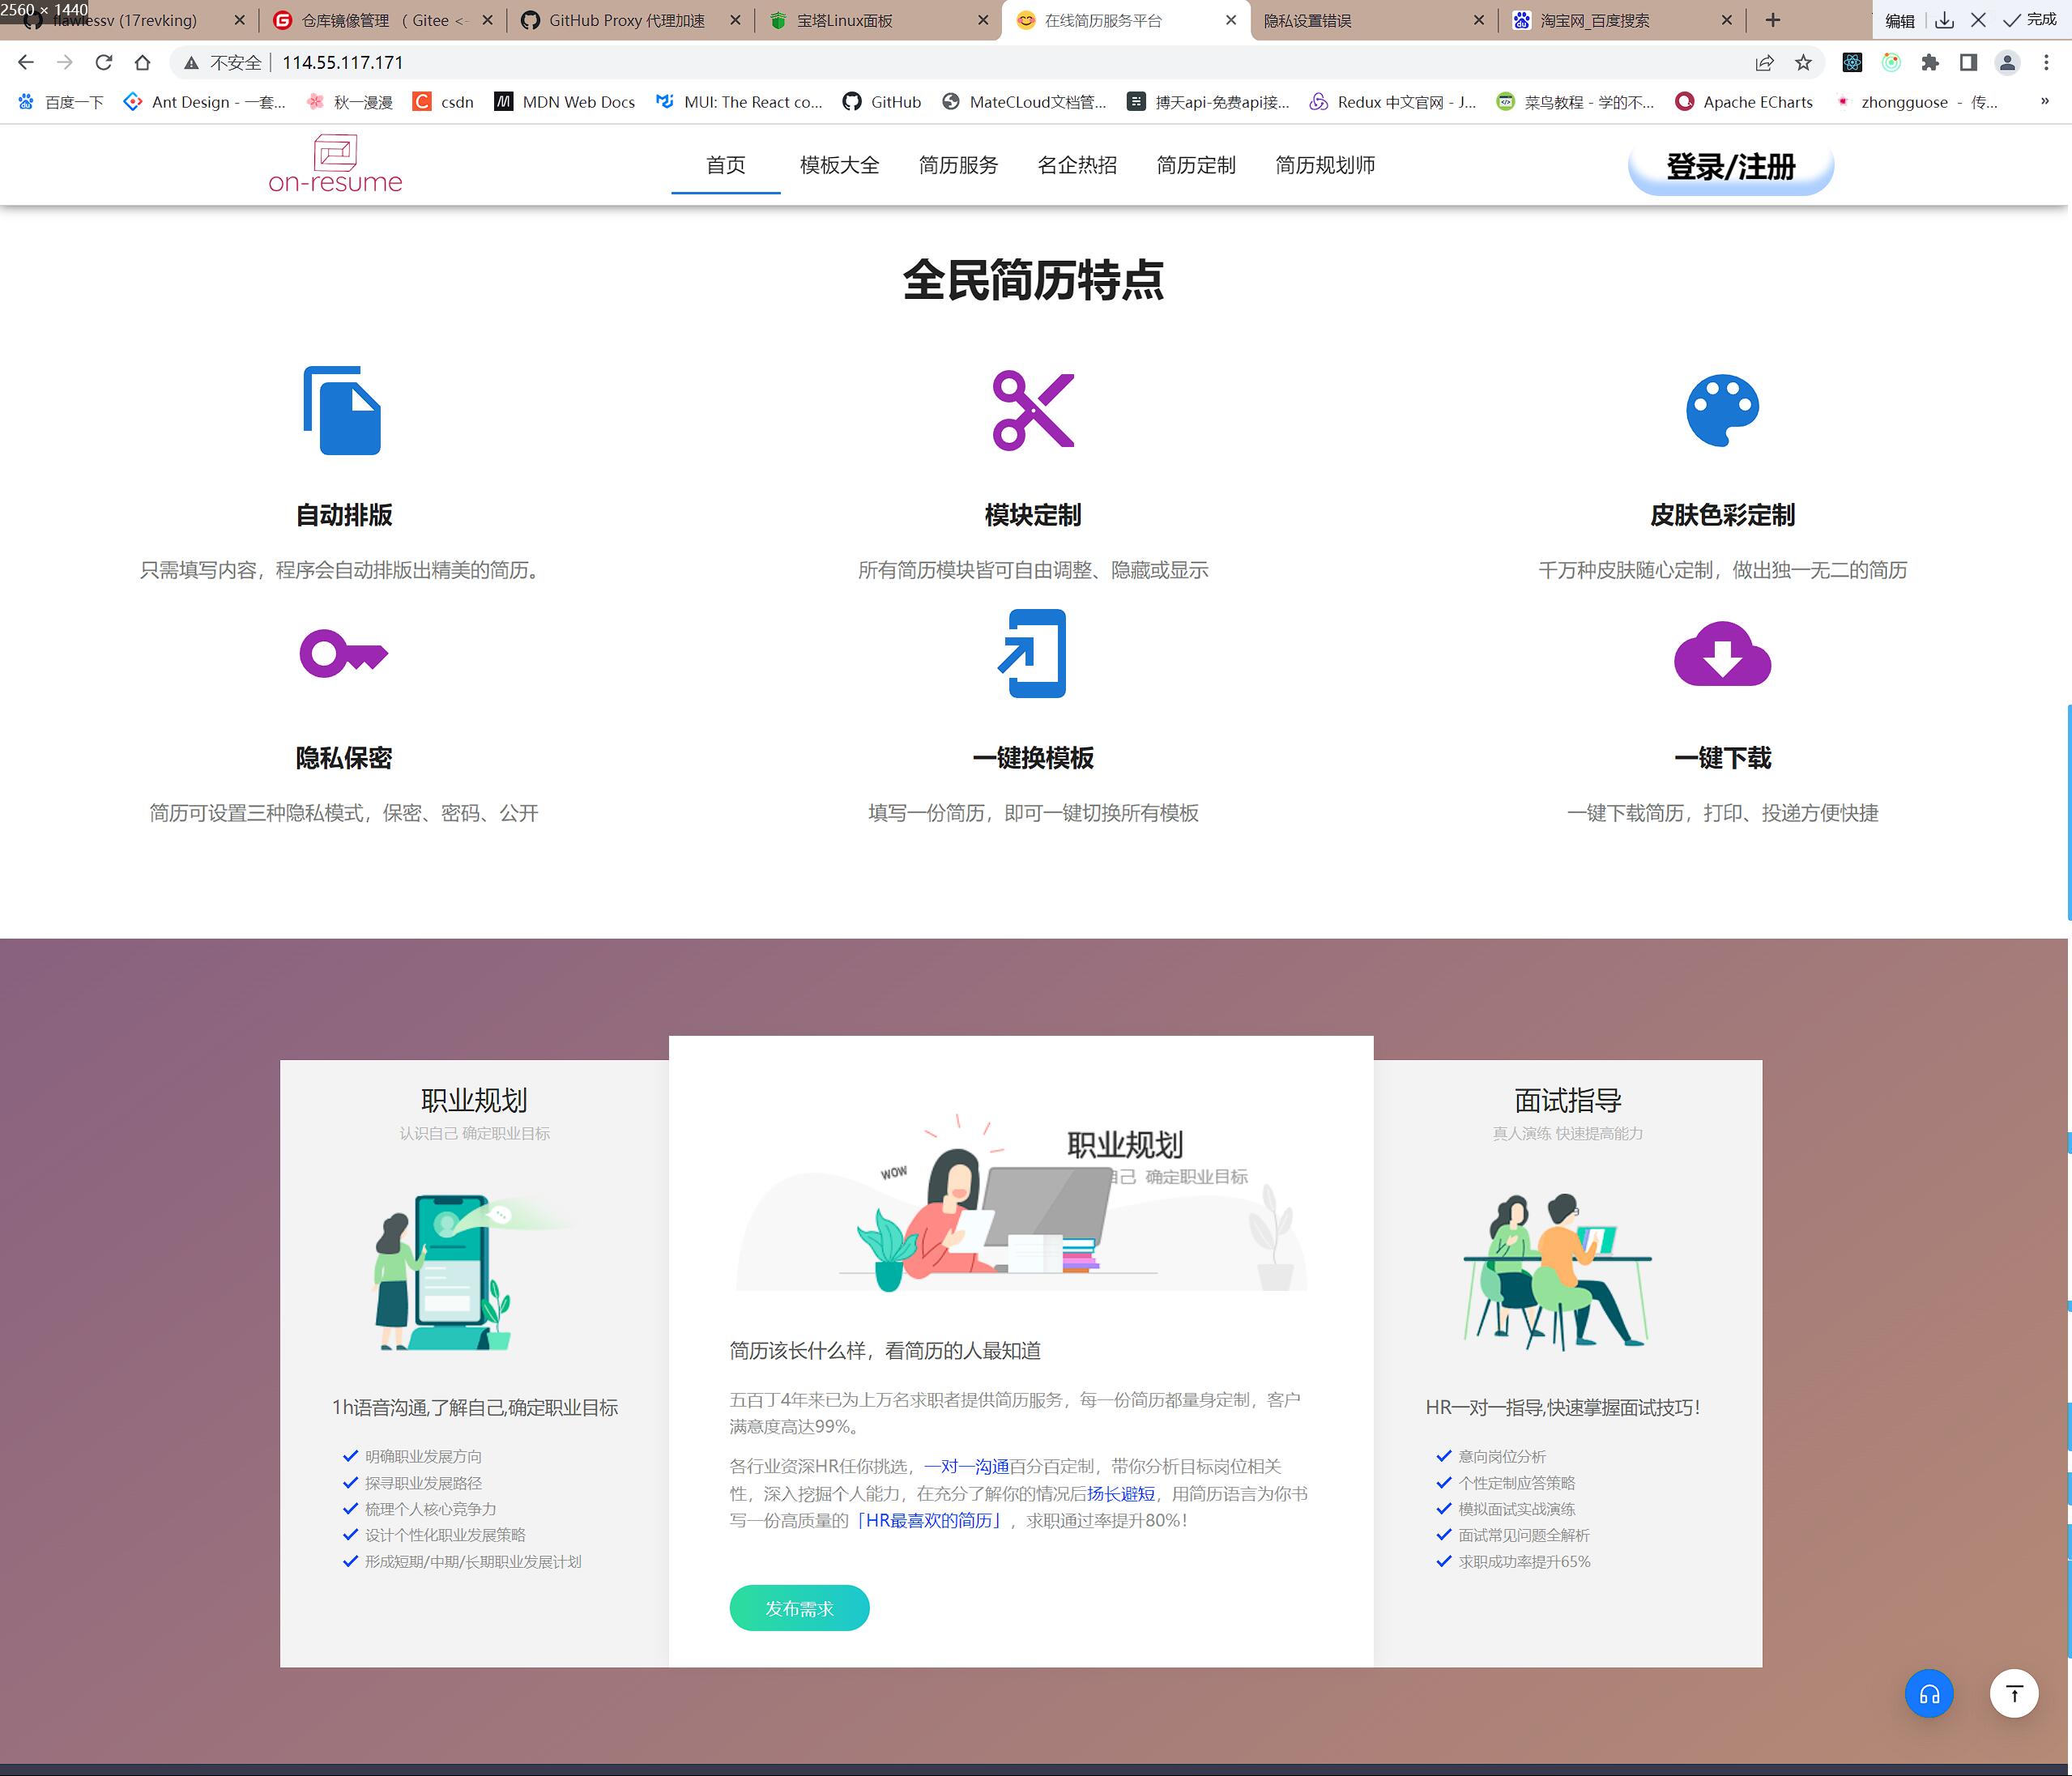 2560 × 1440
flawlessv (17revking)
仓库镜像管理 （ Gitee <-
GitHub Proxy 代理加速
宝塔Linux面板
在线简历服务平台
隐私设置错误
淘宝网_百度搜索
编辑
完成
不安全
114.55.117.171
百度一下
Ant Design - 一套...
秋一漫漫
csdn
MDN Web Docs
MUI: The React co...
GitHub
MateCloud文档管...
博天api-免费api接...
Redux 中文官网 - J...
菜鸟教程 - 学的不...
Apache ECharts
zhongguose - 传...
»
on-resume
首页
模板大全
简历服务
名企热招
简历定制
简历规划师
登录/注册
全民简历特点
自动排版
模块定制
皮肤色彩定制
只需填写内容，程序会自动排版出精美的简历。
所有简历模块皆可自由调整、隐藏或显示
千万种皮肤随心定制，做出独一无二的简历
隐私保密
一键换模板
一键下载
简历可设置三种隐私模式，保密、密码、公开
填写一份简历，即可一键切换所有模板
一键下载简历，打印、投递方便快捷
职业规划
认识自己 确定职业目标
1h语音沟通,了解自己,确定职业目标
明确职业发展方向
探寻职业发展路径
梳理个人核心竞争力
设计个性化职业发展策略
形成短期/中期/长期职业发展计划
WOW
职业规划
自己 确定职业目标
简历该长什么样，看简历的人最知道
五百丁4年来已为上万名求职者提供简历服务，每一份简历都量身定制，客户
满意度高达99%。
各行业资深HR任你挑选，一对一沟通百分百定制，带你分析目标岗位相关
性，深入挖掘个人能力，在充分了解你的情况后扬长避短，用简历语言为你书
写一份高质量的「HR最喜欢的简历」，求职通过率提升80%！
发布需求
面试指导
真人演练 快速提高能力
HR一对一指导,快速掌握面试技巧！
意向岗位分析
个性定制应答策略
模拟面试实战演练
面试常见问题全解析
求职成功率提升65%